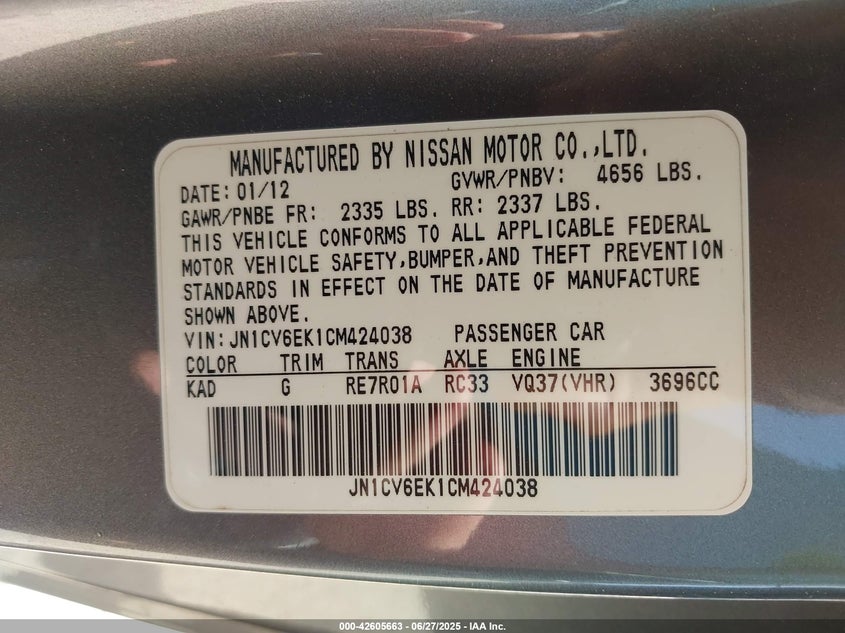 MANUFACTURED BY NISSAN MOTOR CO.,LTD.
DATE: 01/12 GVWR/PNBV: 4656 LBS.
GAWR/PNBE FR: 2335 LBS. RR: 2337 LBS.
THIS VEHICLE CONFORMS TO ALL APPLICABLE FEDERAL
MOTOR VEHICLE SAFETY,BUMPER,AND THEFT PREVENTION
STANDARDS IN EFFECT ON THE DATE OF MANUFACTURE
SHOWN ABOVE.
VIN:JN1CV6EK1CM424038 PASSENGER CAR
COLOR TRIM TRANS AXLE ENGINE
KAD G RE7R01A RC33 VQ37(VHR) 3696CC
JN1CV6EK1CM424038
000-42605663 - 06/27/2025 - IAA Inc.